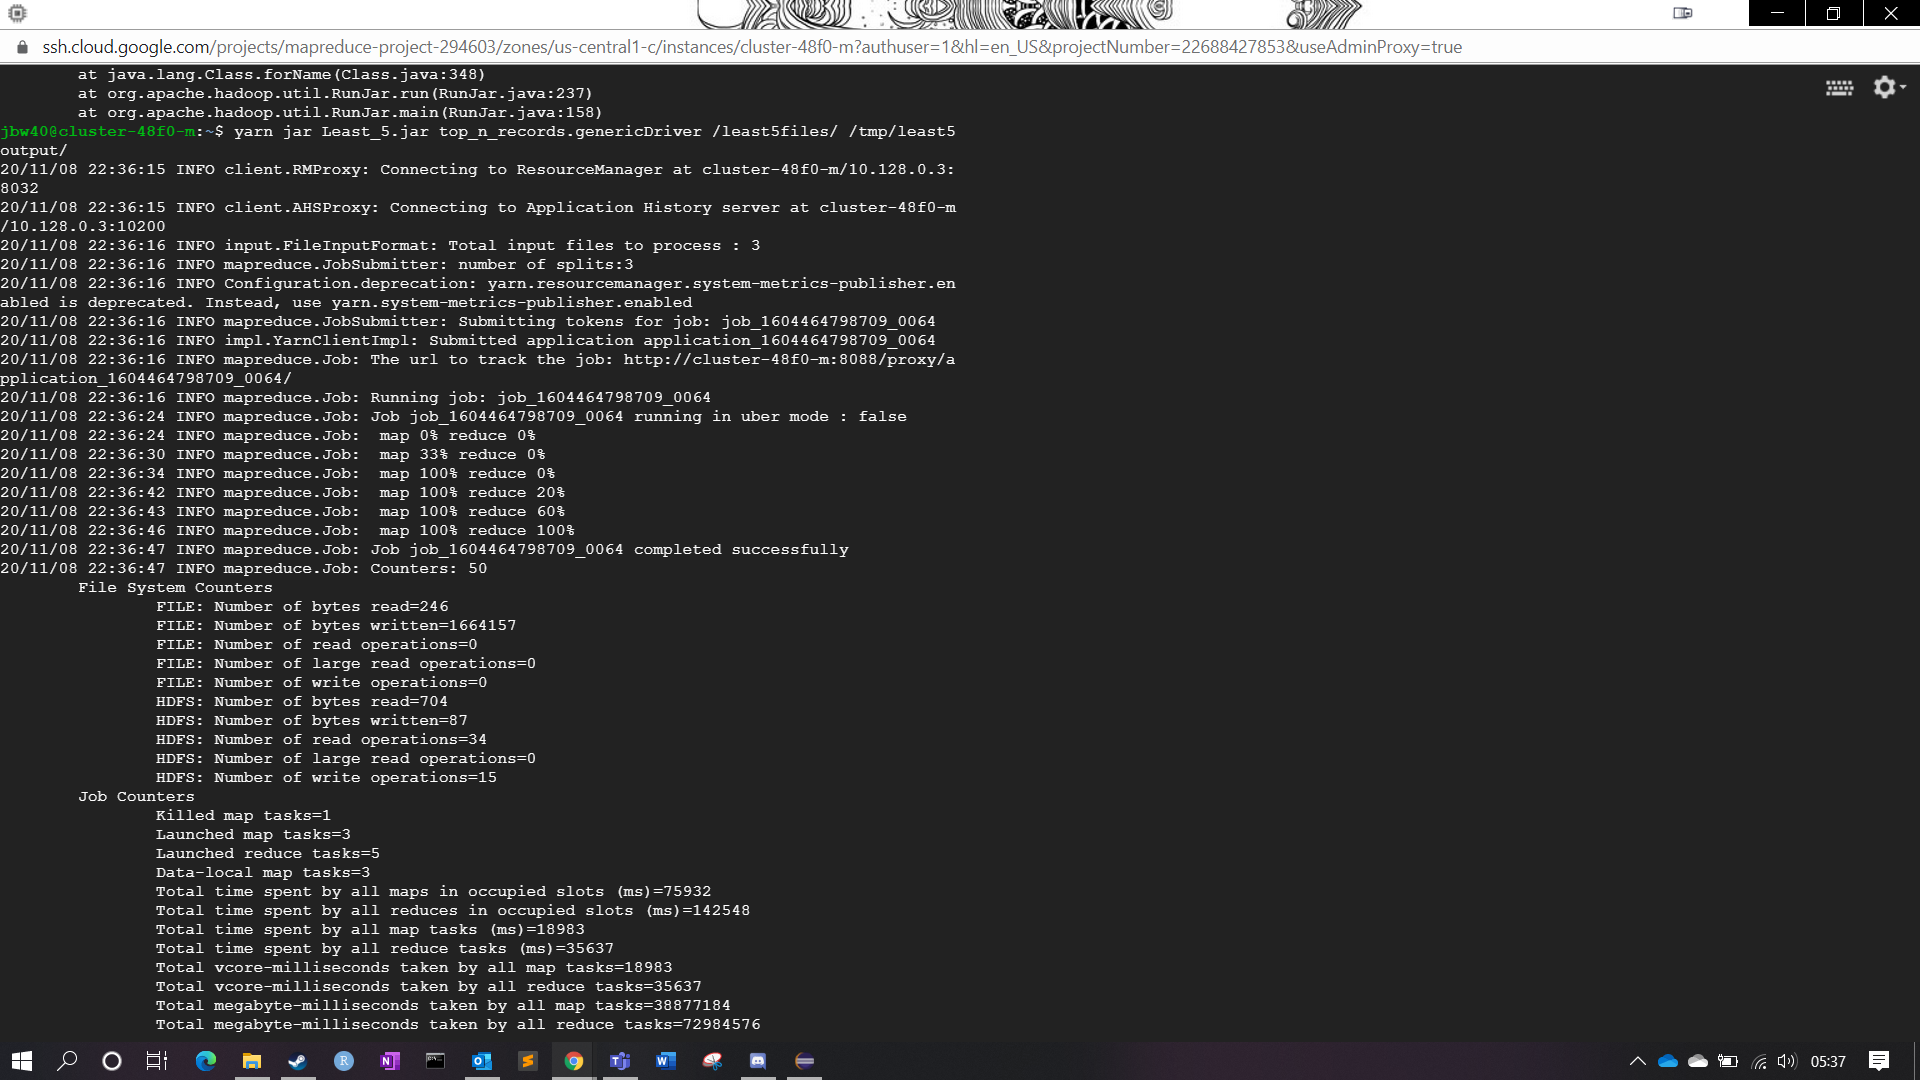 ssh.cloud.google.com/projects/mapreduce-project-294603/zones/us-central1-c/instances/cluster-48f0-m?authuser=1&hl=en_US&projectNumber=22688427853&useAdminProxy=true
at java.lang.Class.forName(Class.java:348)
at org.apache.hadoop.util.RunJar.run(RunJar.java:237)
at org.apache.hadoop.util.RunJar.main(RunJar.java:158)
jbw40@cluster-48f0-m:~$ yarn jar Least_5.jar top_n_records.genericDriver /least5files/ /tmp/least5
output/
20/11/08 22:36:15 INFO client.RMProxy: Connecting to ResourceManager at cluster-48f0-m/10.128.0.3:
8032
20/11/08 22:36:15 INFO client.AHSProxy: Connecting to Application History server at cluster-48f0-m
/10.128.0.3:10200
20/11/08 22:36:16 INFO input.FileInputFormat: Total input files to process : 3
20/11/08 22:36:16 INFO mapreduce.JobSubmitter: number of splits:3
20/11/08 22:36:16 INFO Configuration.deprecation: yarn.resourcemanager.system-metrics-publisher.en
abled is deprecated. Instead, use yarn.system-metrics-publisher.enabled
20/11/08 22:36:16 INFO mapreduce.JobSubmitter: Submitting tokens for job: job_1604464798709_0064
20/11/08 22:36:16 INFO impl.YarnClientImpl: Submitted application application_1604464798709_0064
20/11/08 22:36:16 INFO mapreduce.Job: The url to track the job: http://cluster-48f0-m:8088/proxy/a
pplication_1604464798709_0064/
20/11/08 22:36:16 INFO mapreduce.Job: Running job: job_1604464798709_0064
20/11/08 22:36:24 INFO mapreduce.Job: Job job_1604464798709_0064 running in uber mode : false
20/11/08 22:36:24 INFO mapreduce.Job:  map 0% reduce 0%
20/11/08 22:36:30 INFO mapreduce.Job:  map 33% reduce 0%
20/11/08 22:36:34 INFO mapreduce.Job:  map 100% reduce 0%
20/11/08 22:36:42 INFO mapreduce.Job:  map 100% reduce 20%
20/11/08 22:36:43 INFO mapreduce.Job:  map 100% reduce 60%
20/11/08 22:36:46 INFO mapreduce.Job:  map 100% reduce 100%
20/11/08 22:36:47 INFO mapreduce.Job: Job job_1604464798709_0064 completed successfully
20/11/08 22:36:47 INFO mapreduce.Job: Counters: 50
File System Counters
FILE: Number of bytes read=246
FILE: Number of bytes written=1664157
FILE: Number of read operations=0
FILE: Number of large read operations=0
FILE: Number of write operations=0
HDFS: Number of bytes read=704
HDFS: Number of bytes written=87
HDFS: Number of read operations=34
HDFS: Number of large read operations=0
HDFS: Number of write operations=15
Job Counters
Killed map tasks=1
Launched map tasks=3
Launched reduce tasks=5
Data-local map tasks=3
Total time spent by all maps in occupied slots (ms)=75932
Total time spent by all reduces in occupied slots (ms)=142548
Total time spent by all map tasks (ms)=18983
Total time spent by all reduce tasks (ms)=35637
Total vcore-milliseconds taken by all map tasks=18983
Total vcore-milliseconds taken by all reduce tasks=35637
Total megabyte-milliseconds taken by all map tasks=38877184
Total megabyte-milliseconds taken by all reduce tasks=72984576
05:37